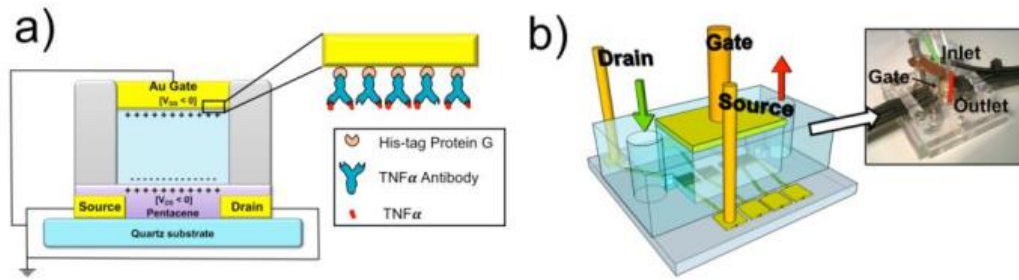 a)
Au Gate
[V_GS < 0]
++++++++++
----------
++++++++++
[V_DS < 0]
Source
Pentacene
Drain
Quartz substrate
His-tag Protein G
TNFα Antibody
TNFα
b)
Drain
Gate
Source
Inlet
Gate
Outlet